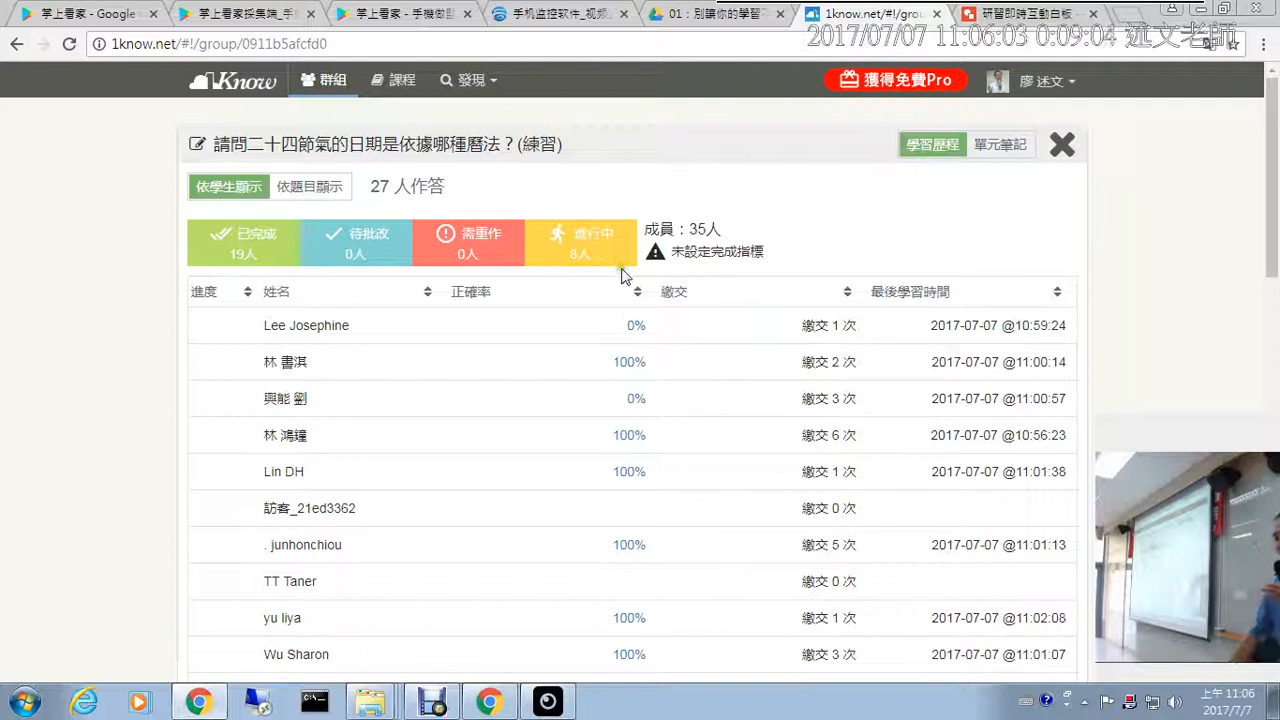 掌上看家 - Google
掌上看家採集端_手
掌上看家 - 手機做監
手机监控软件_视频
01：別讓你的學習
1know.net/#!/grou
研習即時互動白板
1know.net/#!/group/0911b5afcfd0
2017/07/07 11:06:03 0:09:04 述文老師
1Know
群組
課程
發現
獲得免費Pro
廖 述文
請問二十四節氣的日期是依據哪種曆法？(練習)
學習歷程
單元筆記
依學生顯示
依題目顯示
27 人作答
已完成
19人
待批改
0人
需重作
0人
進行中
8人
成員：35人
未設定完成指標
進度 姓名 正確率 繳交 最後學習時間
Lee Josephine 0% 繳交 1 次 2017-07-07 @10:59:24
林 書淇 100% 繳交 2 次 2017-07-07 @11:00:14
興能 劉 0% 繳交 3 次 2017-07-07 @11:00:57
林 鴻鐘 100% 繳交 6 次 2017-07-07 @10:56:23
Lin DH 100% 繳交 1 次 2017-07-07 @11:01:38
訪客_21ed3362 繳交 0 次
. junhonchiou 100% 繳交 5 次 2017-07-07 @11:01:13
TT Taner 繳交 0 次
yu liya 100% 繳交 1 次 2017-07-07 @11:02:08
Wu Sharon 100% 繳交 3 次 2017-07-07 @11:01:07
上午 11:06
2017/7/7